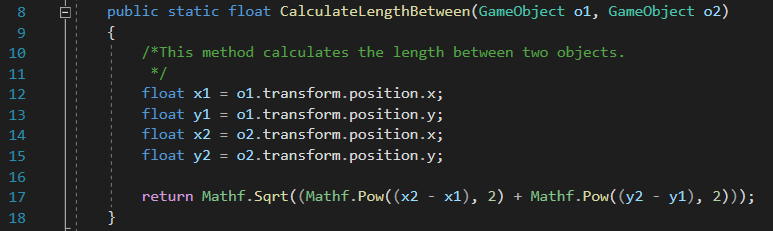 8 public static float CalculateLengthBetween(GameObject o1, GameObject o2)
9 {
10 /*This method calculates the length between two objects.
11 */
12 float x1 = o1.transform.position.x;
13 float y1 = o1.transform.position.y;
14 float x2 = o2.transform.position.x;
15 float y2 = o2.transform.position.y;
16
17 return Mathf.Sqrt((Mathf.Pow((x2 - x1), 2) + Mathf.Pow((y2 - y1), 2)));
18 }